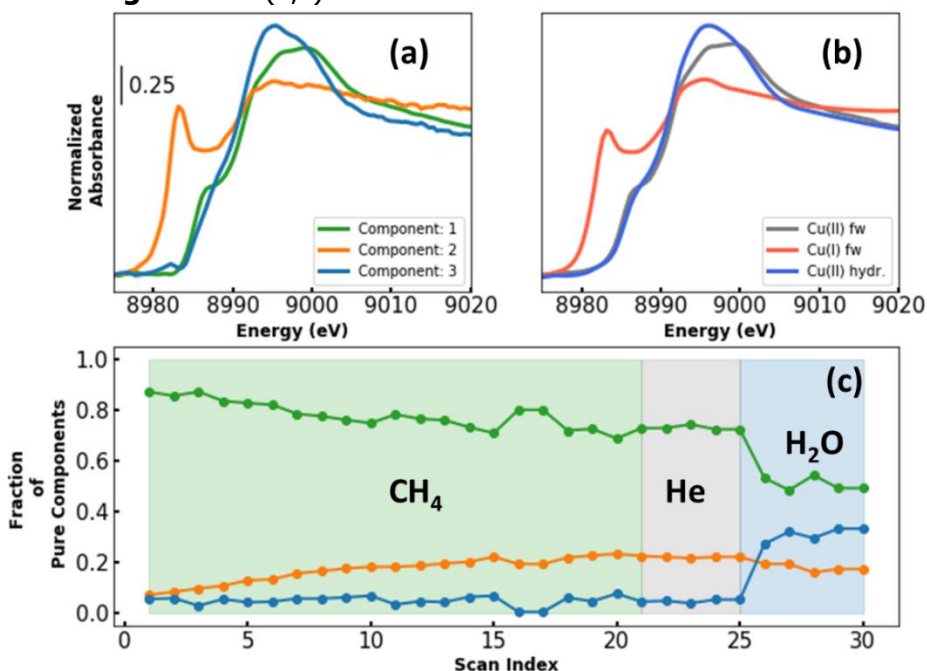 (a)
0.25
Normalized
Absorbance
Component: 1
Component: 2
Component: 3
8980 8990 9000 9010 9020
Energy (eV)
(b)
Cu(II) fw
Cu(I) fw
Cu(II) hydr.
8980 8990 9000 9010 9020
Energy (eV)
(c)
Fraction
of
Pure Components
1.0
0.8
0.6
0.4
0.2
0.0
CH₄
He
H₂O
0 5 10 15 20 25 30
Scan Index